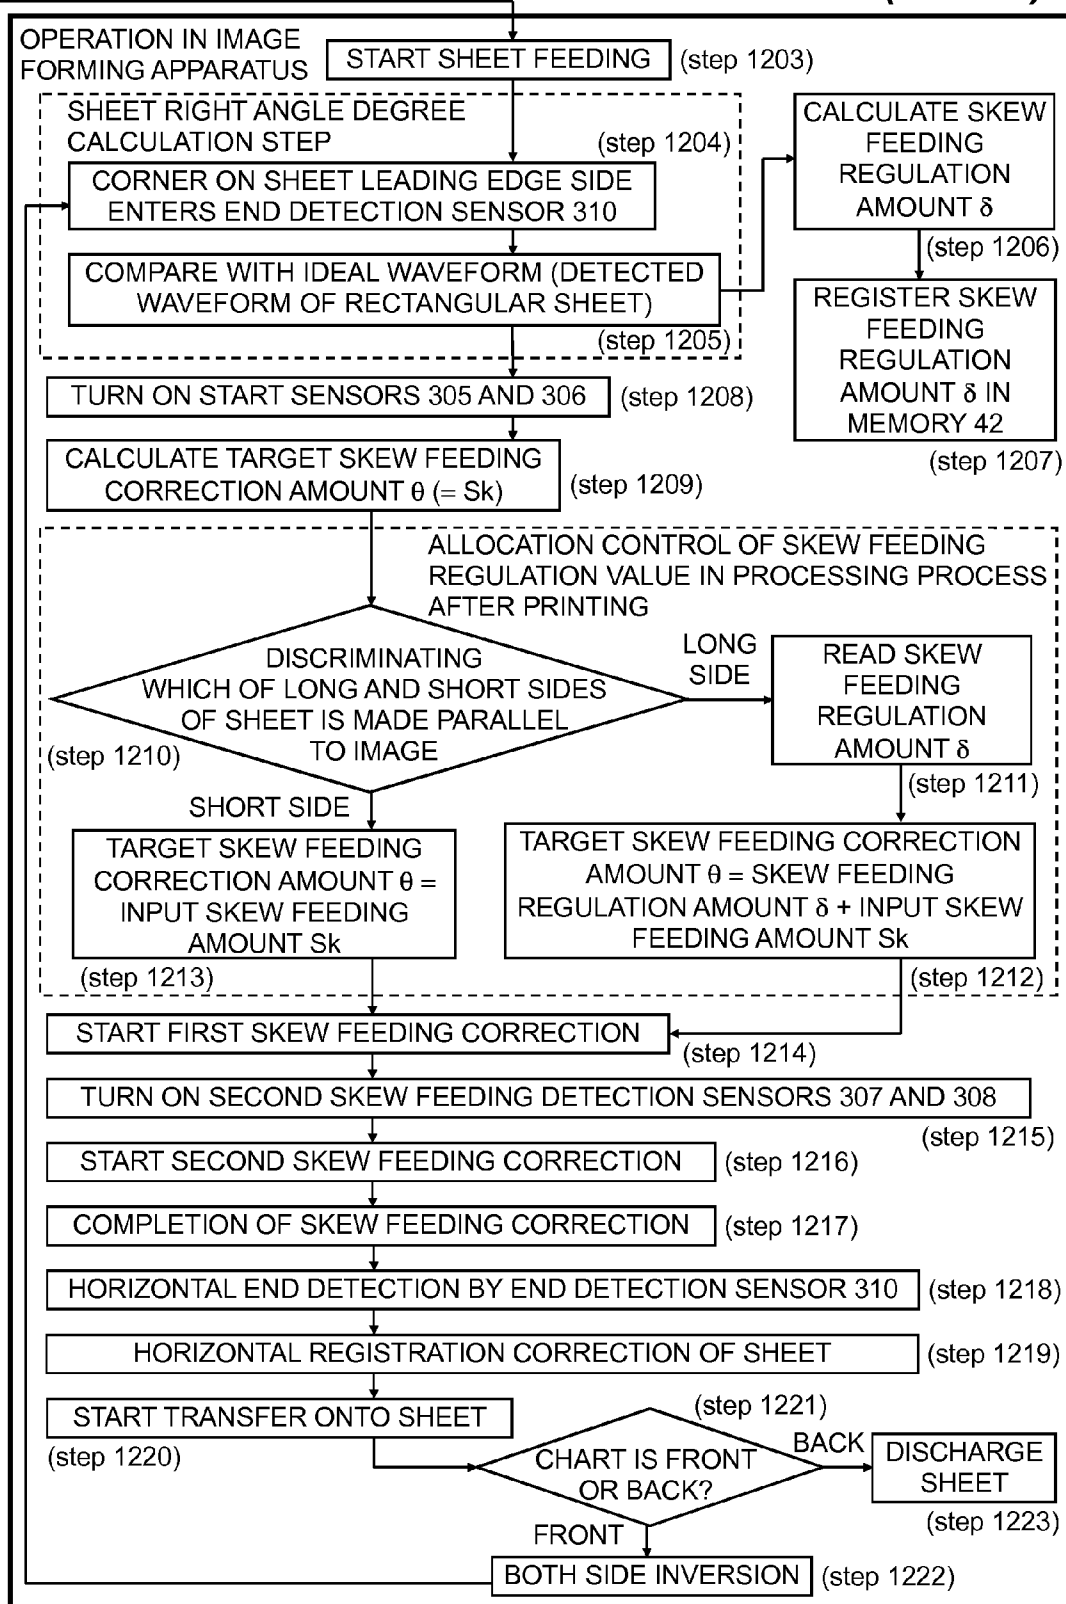 OPERATION IN IMAGE
FORMING APPARATUS
START SHEET FEEDING
(step 1203)
SHEET RIGHT ANGLE DEGREE
CALCULATION STEP
(step 1204)
CORNER ON SHEET LEADING EDGE SIDE
ENTERS END DETECTION SENSOR 310
COMPARE WITH IDEAL WAVEFORM (DETECTED
WAVEFORM OF RECTANGULAR SHEET)
(step 1205)
CALCULATE SKEW
FEEDING
REGULATION
AMOUNT δ
(step 1206)
REGISTER SKEW
FEEDING
REGULATION
AMOUNT δ IN
MEMORY 42
(step 1207)
TURN ON START SENSORS 305 AND 306
(step 1208)
CALCULATE TARGET SKEW FEEDING
CORRECTION AMOUNT θ (= Sk)
(step 1209)
ALLOCATION CONTROL OF SKEW FEEDING
REGULATION VALUE IN PROCESSING PROCESS
AFTER PRINTING
DISCRIMINATING
WHICH OF LONG AND SHORT SIDES
OF SHEET IS MADE PARALLEL
TO IMAGE
(step 1210)
LONG
SIDE
READ SKEW
FEEDING
REGULATION
AMOUNT δ
(step 1211)
SHORT SIDE
TARGET SKEW FEEDING
CORRECTION AMOUNT θ =
INPUT SKEW FEEDING
AMOUNT Sk
(step 1213)
TARGET SKEW FEEDING CORRECTION
AMOUNT θ = SKEW FEEDING
REGULATION AMOUNT δ + INPUT SKEW
FEEDING AMOUNT Sk
(step 1212)
START FIRST SKEW FEEDING CORRECTION
(step 1214)
TURN ON SECOND SKEW FEEDING DETECTION SENSORS 307 AND 308
(step 1215)
START SECOND SKEW FEEDING CORRECTION
(step 1216)
COMPLETION OF SKEW FEEDING CORRECTION
(step 1217)
HORIZONTAL END DETECTION BY END DETECTION SENSOR 310
(step 1218)
HORIZONTAL REGISTRATION CORRECTION OF SHEET
(step 1219)
START TRANSFER ONTO SHEET
(step 1220)
(step 1221)
CHART IS FRONT
OR BACK?
BACK
DISCHARGE
SHEET
(step 1223)
FRONT
BOTH SIDE INVERSION
(step 1222)